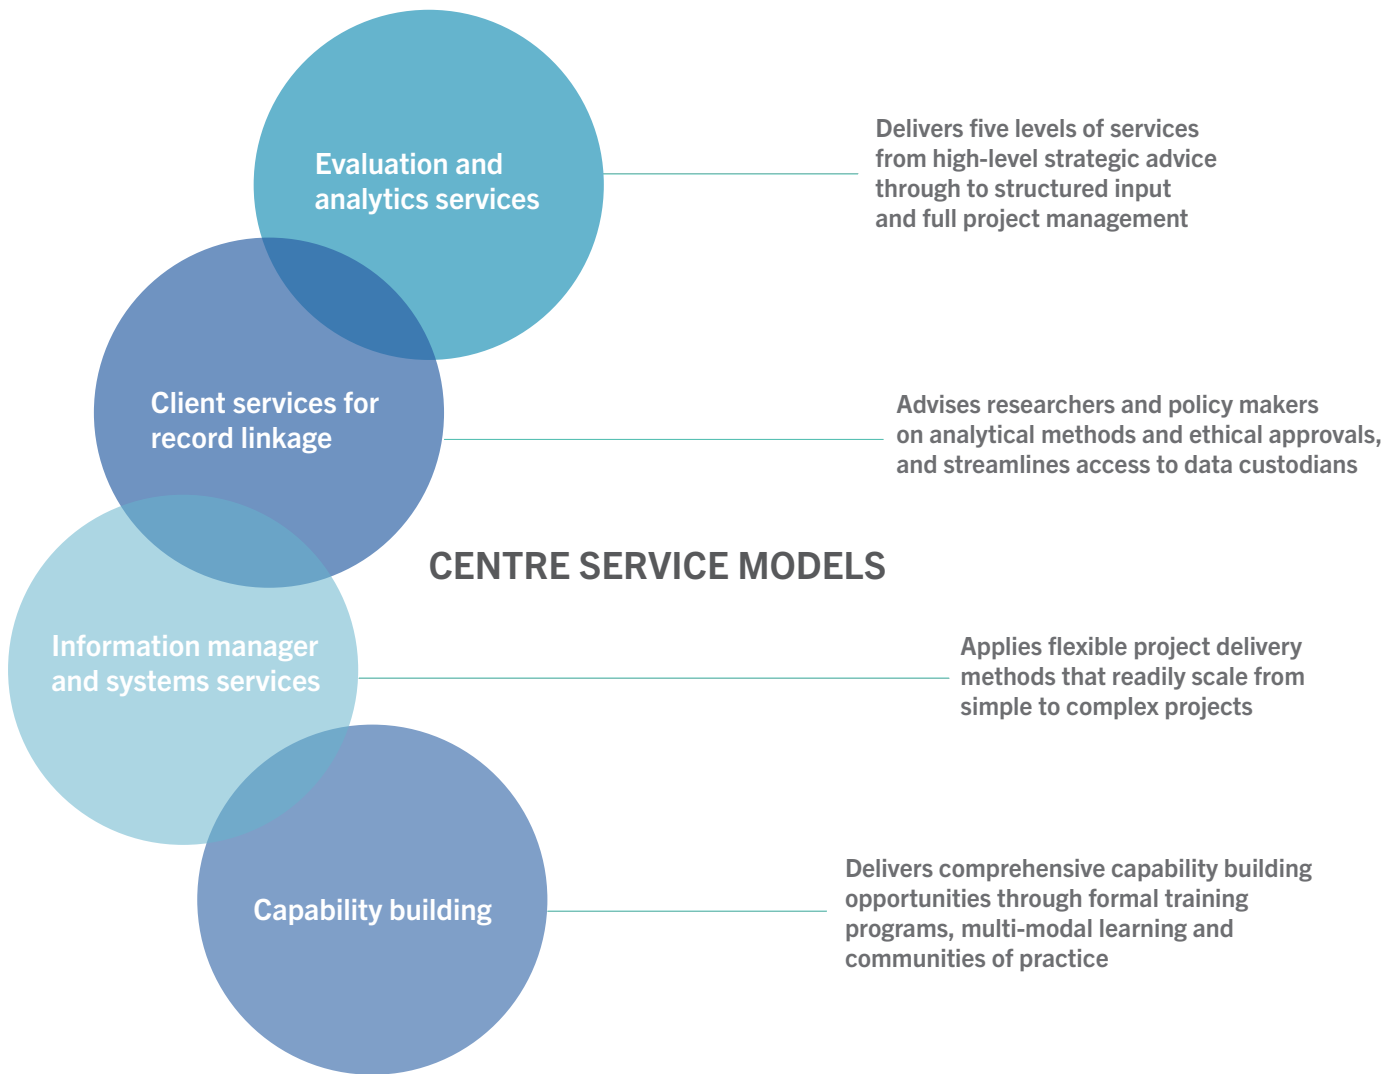 Evaluation and
analytics services
Delivers five levels of services
from high-level strategic advice
through to structured input
and full project management
Client services for
record linkage
Advises researchers and policy makers
on analytical methods and ethical approvals,
and streamlines access to data custodians
CENTRE SERVICE MODELS
Information manager
and systems services
Applies flexible project delivery
methods that readily scale from
simple to complex projects
Capability building
Delivers comprehensive capability building
opportunities through formal training
programs, multi-modal learning and
communities of practice